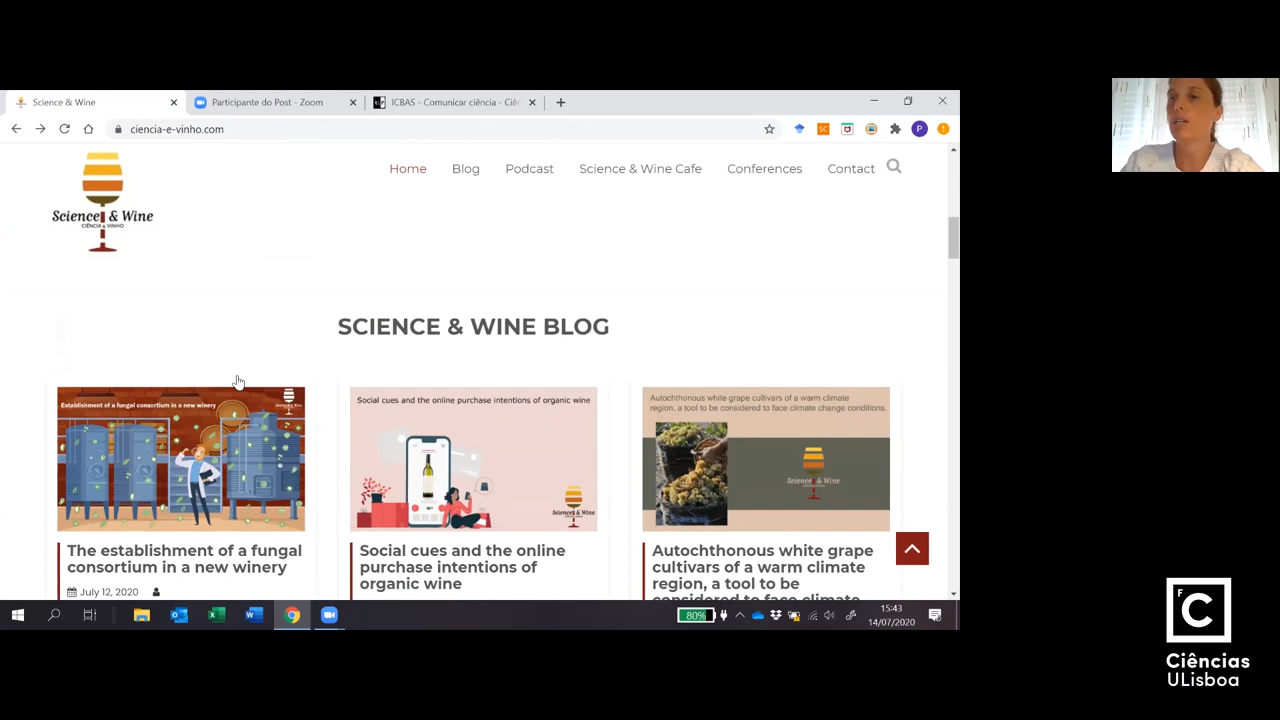 Science & Wine
Participante do Post - Zoom
ICBAS - Comunicar ciência - Ciê
ciencia-e-vinho.com
Home Blog Podcast Science & Wine Cafe Conferences Contact
Science & Wine
CIÊNCIA & VINHO
SCIENCE & WINE BLOG
Establishment of a fungal consortium in a new winery
Social cues and the online purchase intentions of organic wine
Science & Wine
Autochthonous white grape cultivars of a warm climate
region, a tool to be considered to face climate change conditions.
Science & Wine
The establishment of a fungal
consortium in a new winery
July 12, 2020
Social cues and the online
purchase intentions of
organic wine
Autochthonous white grape
cultivars of a warm climate
region, a tool to be
considered to face climate
80%
15:43
14/07/2020
F
C
Ciências
ULisboa